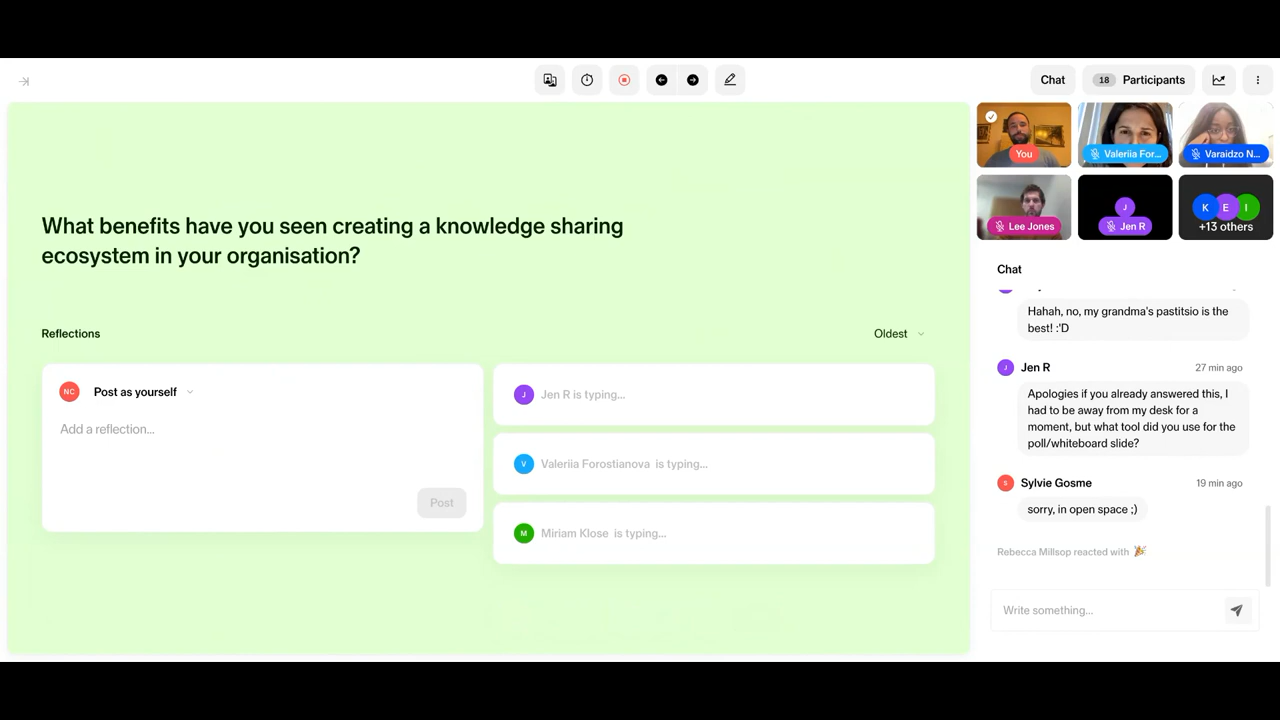 Chat
18 Participants
What benefits have you seen creating a knowledge sharing
ecosystem in your organisation?
Reflections
Oldest
NC Post as yourself
Add a reflection...
Post
J Jen R is typing...
V Valeriia Forostianova is typing...
M Miriam Klose is typing...
You
Valeriia For...
Varaidzo N...
Lee Jones
J
Jen R
K E I
+13 others
Chat
Hahah, no, my grandma's pastitsio is the
best! :'D
J Jen R 27 min ago
Apologies if you already answered this, I
had to be away from my desk for a
moment, but what tool did you use for the
poll/whiteboard slide?
S Sylvie Gosme 19 min ago
sorry, in open space ;)
Rebecca Millsop reacted with 🎉
Write something...